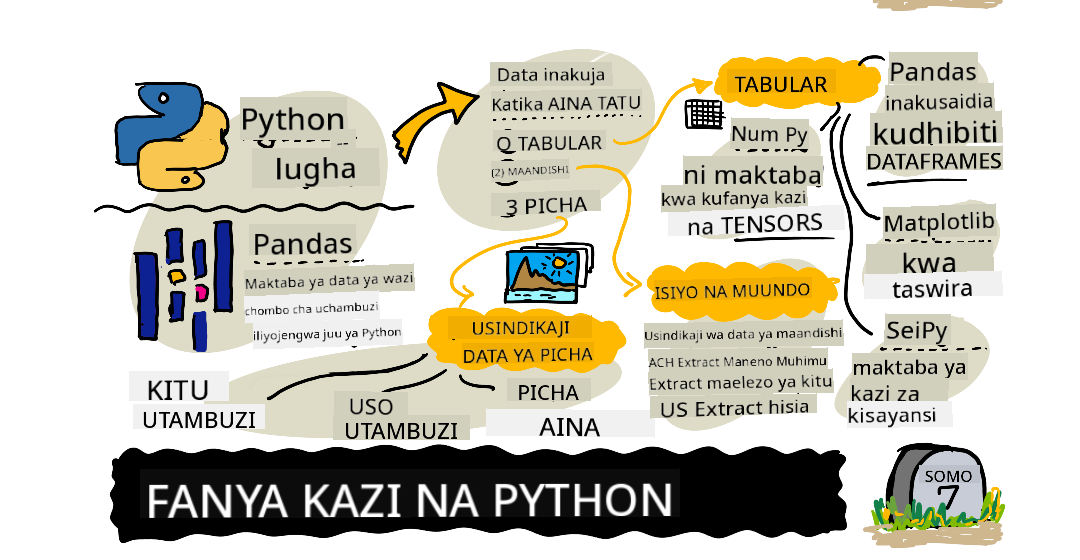 Python
lugha
Pandas
Maktaba ya data ya wazi
chombo cha uchambuzi
iliyojengwa juu ya Python
Data inakuja
Katika AINA TATU
Q TABULAR
(2) MAANDISHI
3 PICHA
TABULAR
Num Py
ni maktaba
kwa kufanya kazi
na TENSORS
Pandas
inakusaidia
kudhibiti
DATAFRAMES
Matplotlib
kwa
taswira
SeiPy
maktaba ya
kazi za
kisayansi
ISIYO NA MUUNDO
Usindikaji wa data ya maandishi
ACH Extract Maneno Muhimu
Extract maelezo ya kitu
US Extract hisia
USINDIKAJI
DATA YA PICHA
KITU
UTAMBUZI
USO
UTAMBUZI
PICHA
AINA
FANYA KAZI NA PYTHON
SOMO
7